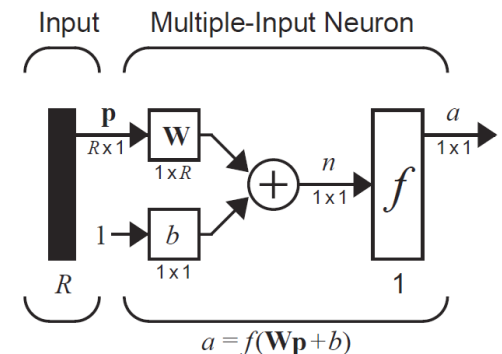 Input Multiple-Input Neuron
p
R x 1
W
1 x R
1
b
1 x 1
n
1 x 1
f
a
1 x 1
R
1
a = f(Wp + b)